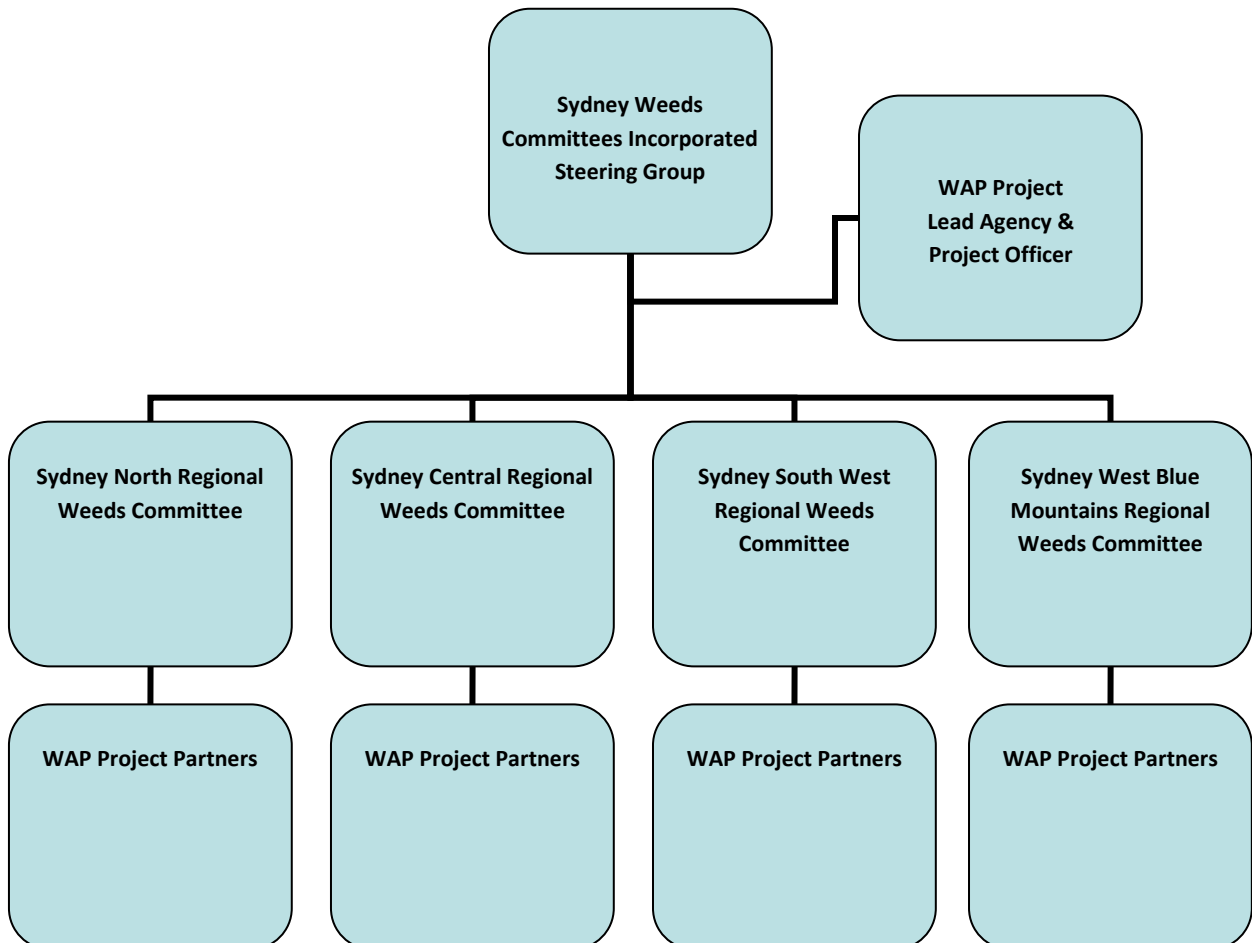 Sydney Weeds
Committees Incorporated
Steering Group
WAP Project
Lead Agency &
Project Officer
Sydney North Regional
Weeds Committee
Sydney Central Regional
Weeds Committee
Sydney South West
Regional Weeds
Committee
Sydney West Blue
Mountains Regional
Weeds Committee
WAP Project Partners
WAP Project Partners
WAP Project Partners
WAP Project Partners